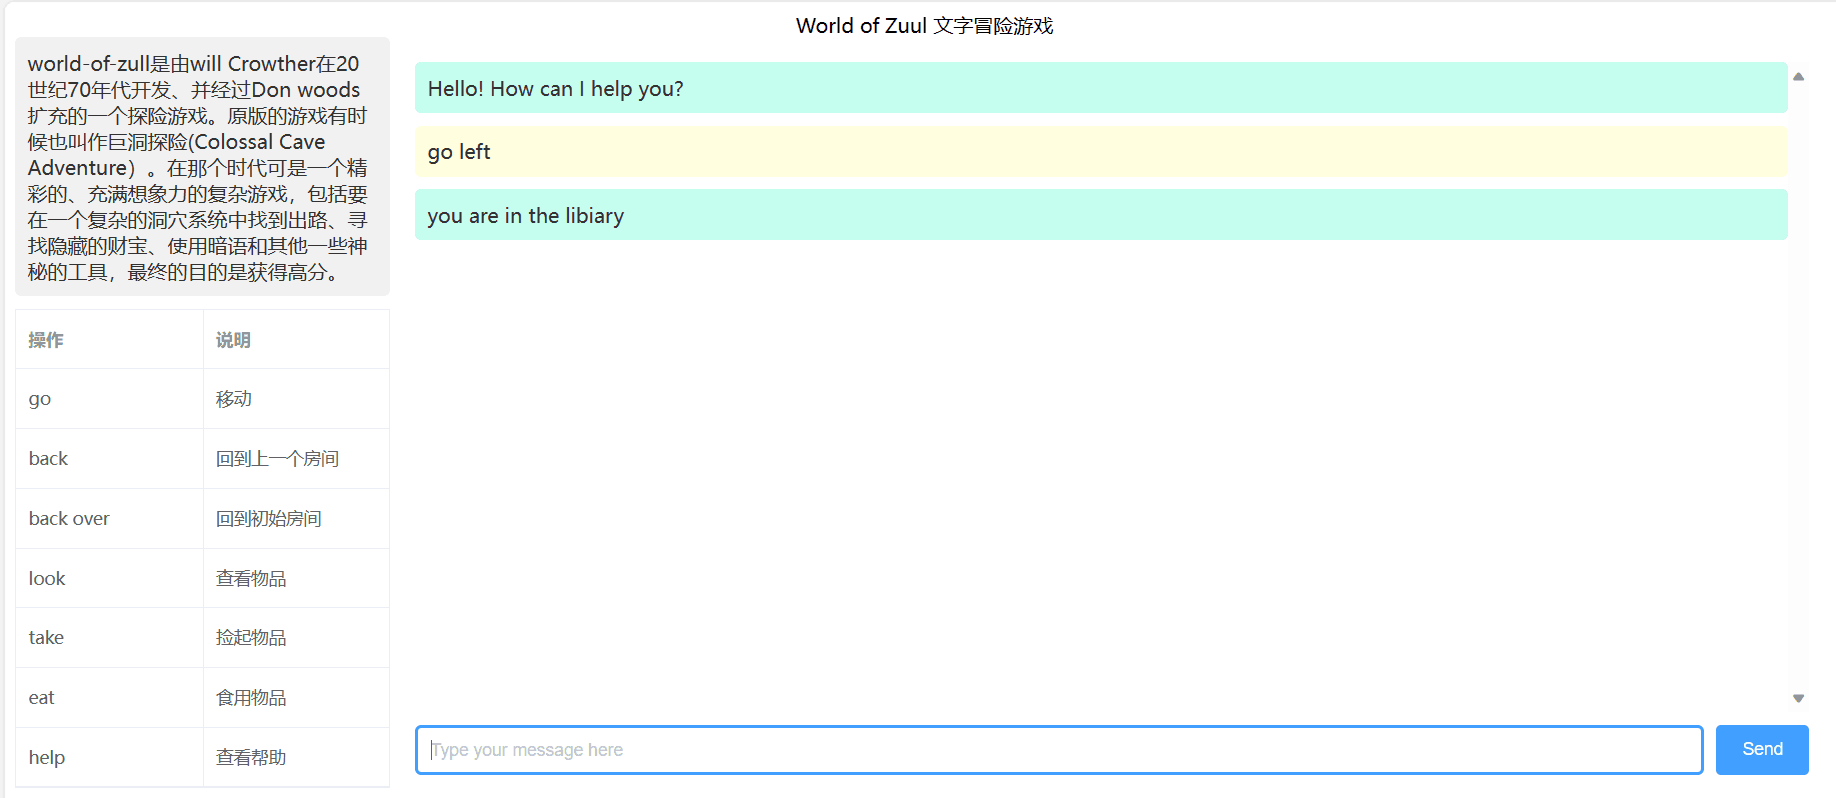 World of Zuul 文字冒险游戏
world-of-zull是由will Crowther在20
世纪70年代开发、并经过Don woods
扩充的一个探险游戏。原版的游戏有时
候也叫作巨洞探险(Colossal Cave
Adventure）。在那个时代可是一个精
彩的、充满想象力的复杂游戏，包括要
在一个复杂的洞穴系统中找到出路、寻
找隐藏的财宝、使用暗语和其他一些神
秘的工具，最终的目的是获得高分。
操作 说明
go 移动
back 回到上一个房间
back over 回到初始房间
look 查看物品
take 捡起物品
eat 食用物品
help 查看帮助
Hello! How can I help you?
go left
you are in the libiary
Type your message here
Send